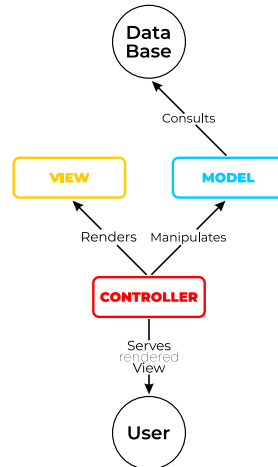 Data
Base
Consults
VIEW
MODEL
Renders
Manipulates
CONTROLLER
Serves
rendered
View
User